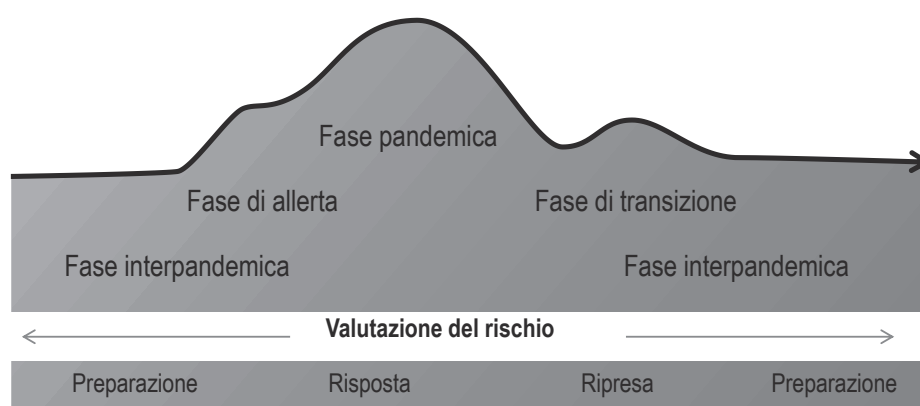 Fase pandemica
Fase di allerta
Fase di transizione
Fase interpandemica
Fase interpandemica
Valutazione del rischio
Preparazione
Risposta
Ripresa
Preparazione